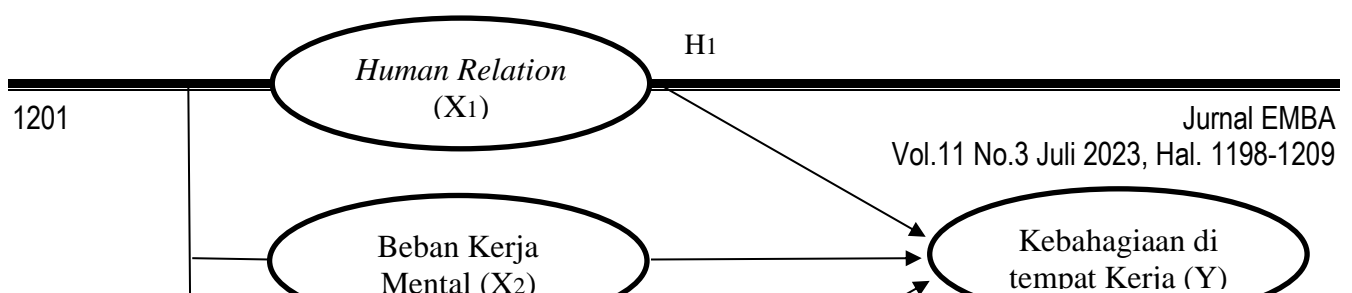 H1
Human Relation
(X1)
1201
Jurnal EMBA
Vol.11 No.3 Juli 2023, Hal. 1198-1209
Beban Kerja
Mental (X2)
Kebahagiaan di
tempat Kerja (Y)